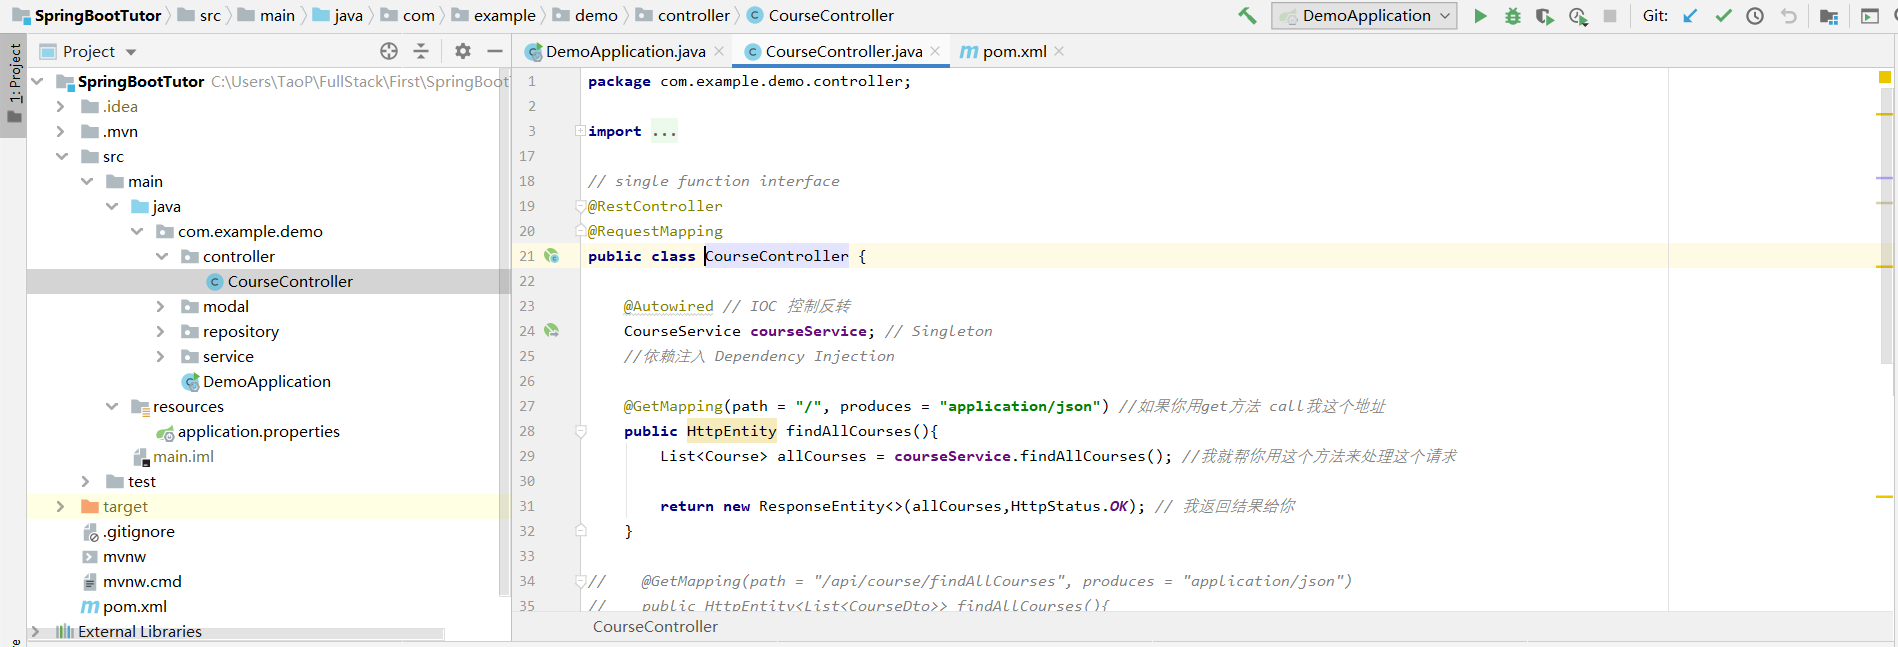 SpringBootTutor src main java com example demo controller CourseController DemoApplication Git:
1: Project
Project
DemoApplication.java CourseController.java pom.xml
SpringBootTutor C:\Users\TaoP\FullStack\First\SpringBootT
.idea
.mvn
src
main
java
com.example.demo
controller
CourseController
modal
repository
service
DemoApplication
resources
application.properties
main.iml
test
target
.gitignore
mvnw
mvnw.cmd
pom.xml
External Libraries
1 package com.example.demo.controller;
2
3 import ...
17
18 // single function interface
19 @RestController
20 @RequestMapping
21 public class CourseController {
22
23 @Autowired // IOC 控制反转
24 CourseService courseService; // Singleton
25 //依赖注入 Dependency Injection
26
27 @GetMapping(path = "/", produces = "application/json") //如果你用get方法 call我这个地址
28 public HttpEntity findAllCourses(){
29 List<Course> allCourses = courseService.findAllCourses(); //我就帮你用这个方法来处理这个请求
30
31 return new ResponseEntity<>(allCourses,HttpStatus.OK); // 我返回结果给你
32 }
33
34 // @GetMapping(path = "/api/course/findAllCourses", produces = "application/json")
35 // public HttpEntity<List<CourseDto>> findAllCourses(){
CourseController